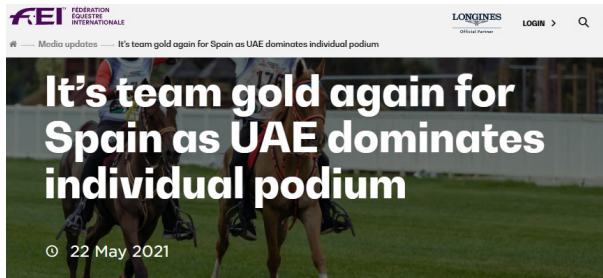 FEI FÉDÉRATION
ÉQUESTRE
INTERNATIONALE
LONGINES
Official Partner
LOGIN >
Media updates → It's team gold again for Spain as UAE dominates individual podium
176
It's team gold again for
Spain as UAE dominates
individual podium
22 May 2021